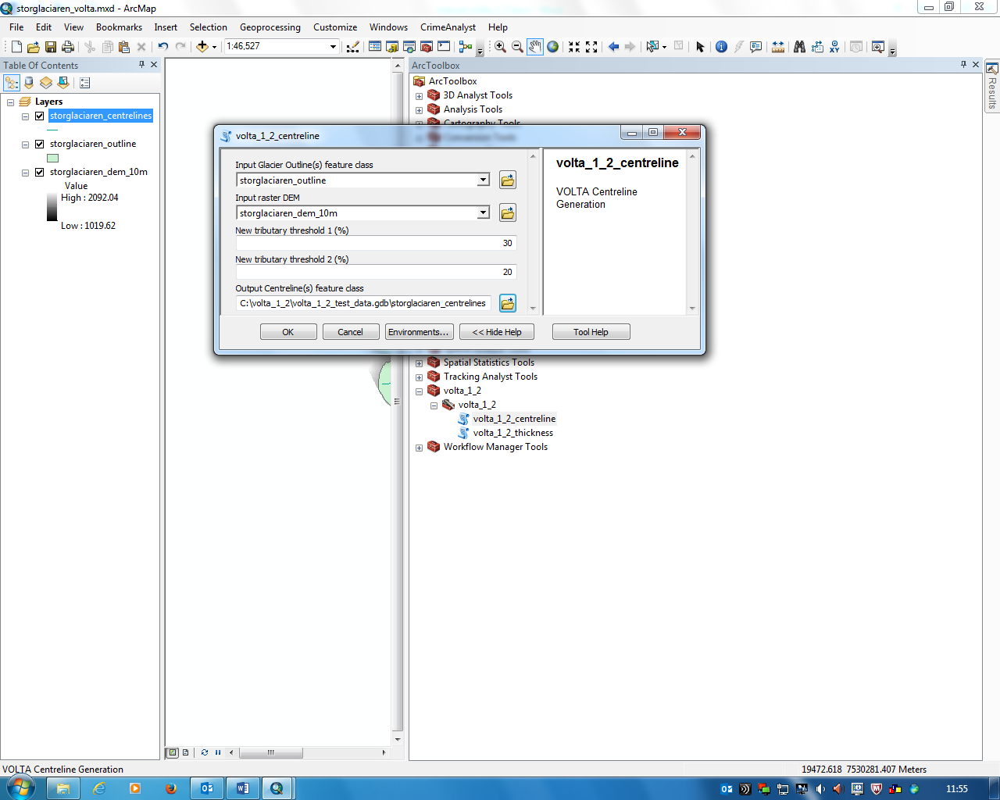 storglaciaren_volta.mxd - ArcMap
File Edit View Bookmarks Insert Selection Geoprocessing Customize Windows CrimeAnalyst Help
1:46,527
Table Of Contents
Layers
storglaciaren_centrelines
storglaciaren_outline
storglaciaren_dem_10m
Value
High : 2092.04
Low : 1019.62
ArcToolbox
ArcToolbox
3D Analyst Tools
Analysis Tools
Cartography Tools
Conversion Tools
Results
volta_1_2_centreline
Input Glacier Outline(s) feature class
storglaciaren_outline
Input raster DEM
storglaciaren_dem_10m
New tributary threshold 1 (%)
30
New tributary threshold 2 (%)
20
Output Centreline(s) feature class
C:\volta_1_2\volta_1_2_test_data.gdb\storglaciaren_centrelines
OK Cancel Environments... << Hide Help Tool Help
volta_1_2_centreline
VOLTA Centreline
Generation
Spatial Statistics Tools
Tracking Analyst Tools
volta_1_2
volta_1_2
volta_1_2_centreline
volta_1_2_thickness
Workflow Manager Tools
VOLTA Centreline Generation
19472.618 7530281.407 Meters
11:55